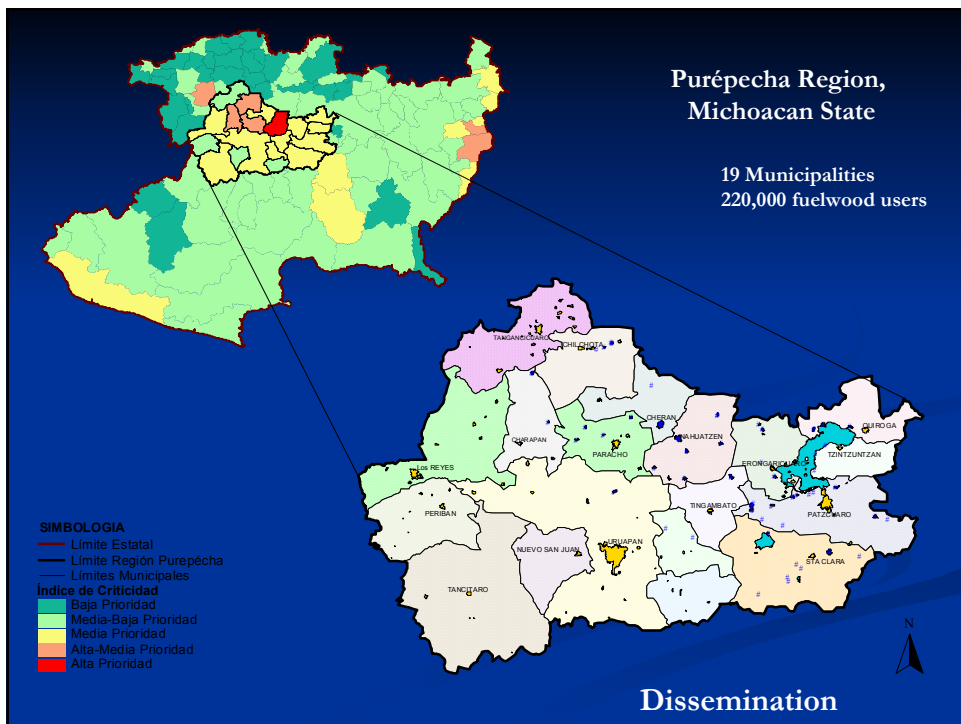 Purépecha Region,
Michoacan State
19 Municipalities
220,000 fuelwood users
TANGANCICUARO
CHILCHOTA
CHERAN
QUIROGA
NAHUATZEN
CHARAPAN
PARACHO
TZINTZUNTZAN
ERONGARICUARO
Los REYES
TINGAMBATO
PATZCUARO
PERIBAN
URUAPAN
NUEVO SAN JUAN
STA CLARA
TANCITARO
SIMBOLOGIA
Límite Estatal
Límite Región Purepécha
Límites Municipales
Índice de Criticidad
Baja Prioridad
Media-Baja Prioridad
Media Prioridad
Alta-Media Prioridad
Alta Prioridad
N
Dissemination